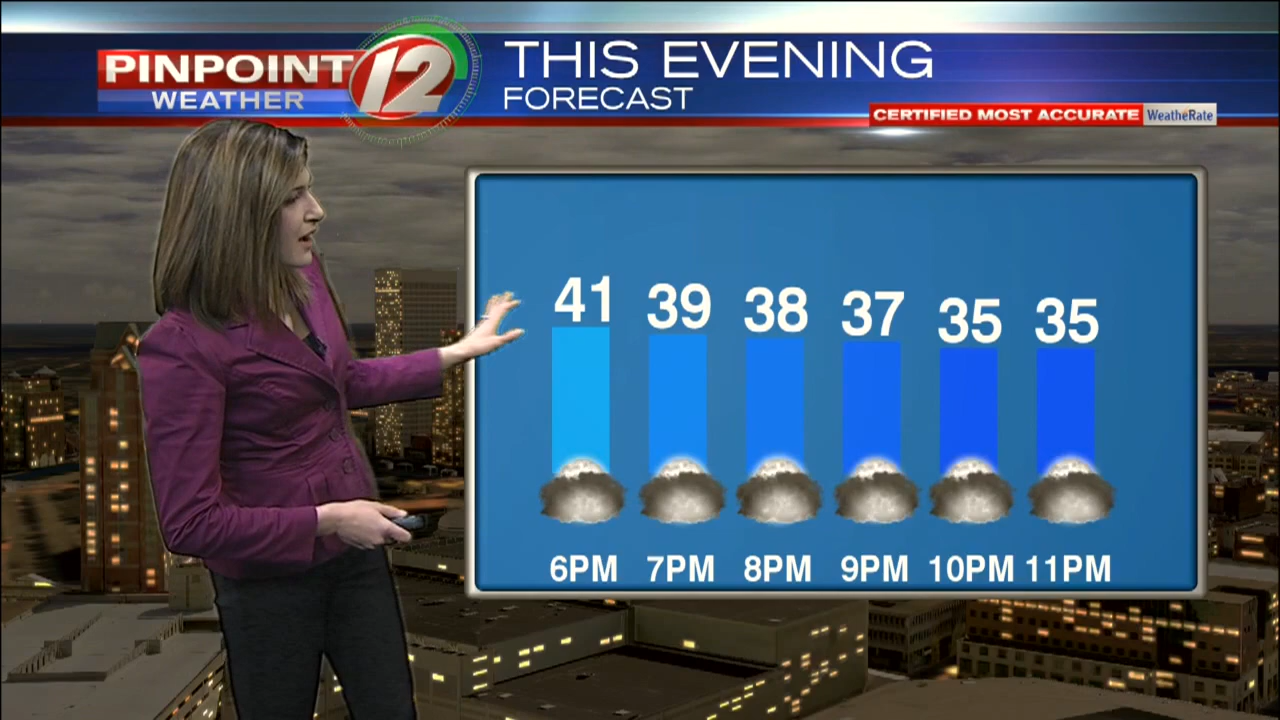 PINPOINT 12
WEATHER
THIS EVENING
FORECAST
CERTIFIED MOST ACCURATE WeatheRate
41 39 38 37 35 35
6PM 7PM 8PM 9PM 10PM 11PM